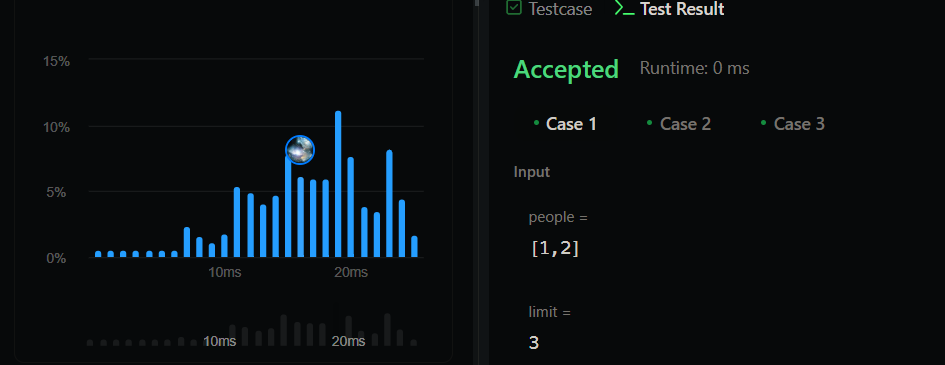 15%
10%
5%
0%
10ms 20ms
10ms 20ms
Testcase Test Result
Accepted Runtime: 0 ms
Case 1 Case 2 Case 3
Input
people =
[1,2]
limit =
3